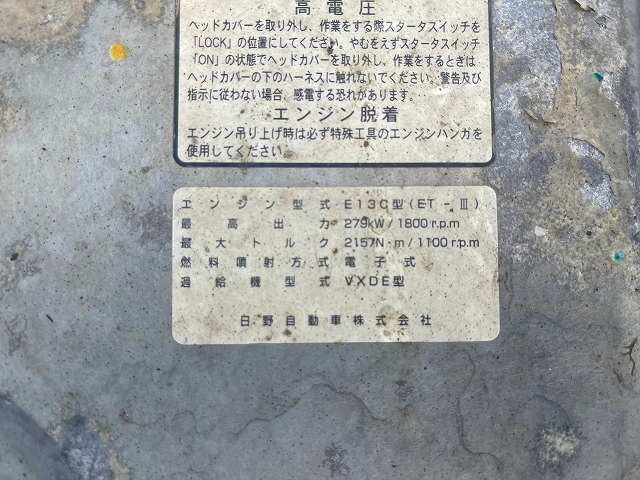 高電圧
ヘッドカバーを取り外し、作業をする際スタータスイッチを
「LOCK」の位置にしてください。やむをえずスタータスイッチ
「ON」の状態でヘッドカバーを取り外し、作業をするときは
ヘッドカバーの下のハーネスに触れないでください。警告及び
指示に従わない場合、感電する恐れがあります。
エンジン脱着
エンジン吊り上げ時は必ず特殊工具のエンジンハンガを
使用してください。
エンジン型式 E13C型(ET-Ⅲ)
最高出力 279kW/1800r.p.m
最大トルク 2157N・m/1100r.p.m
燃料噴射方式 電子式
過給機型式 VXDE型
日野自動車株式会社